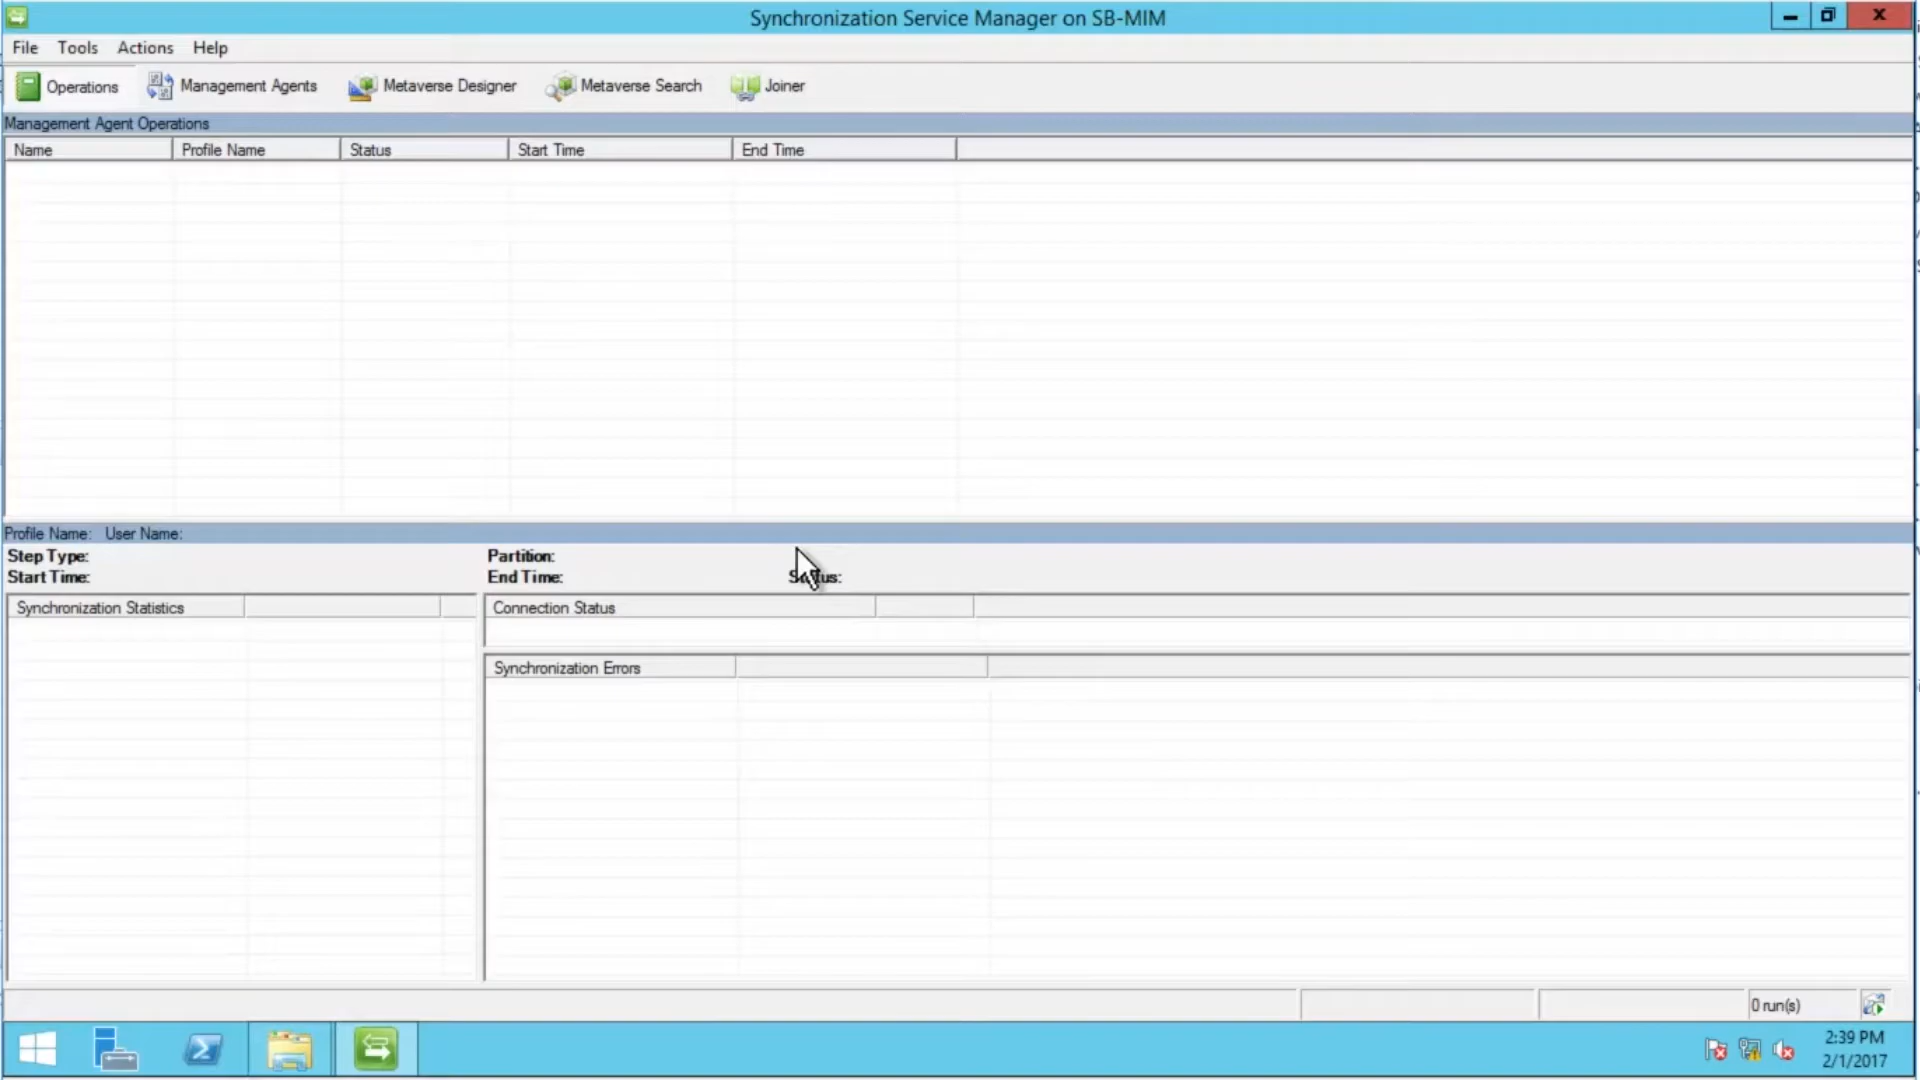 Synchronization Service Manager on SB-MIM
File Tools Actions Help
Operations Management Agents Metaverse Designer Metaverse Search Joiner
Management Agent Operations
Name Profile Name Status Start Time End Time
Profile Name: User Name:
Step Type: Partition:
Start Time: End Time: Status:
Synchronization Statistics Connection Status
Synchronization Errors
0 run(s)
2:39 PM
2/1/2017